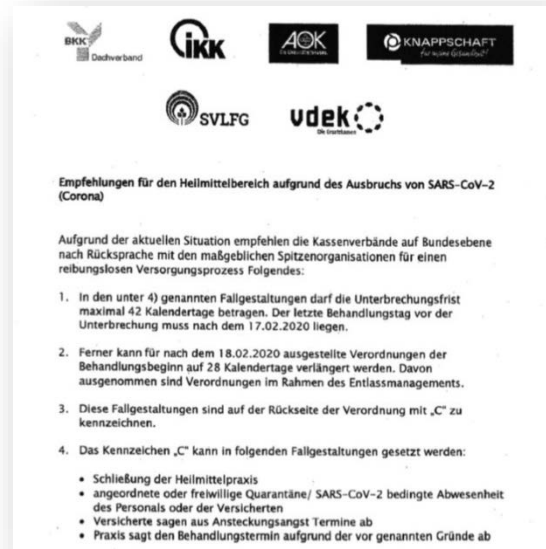 BKK
Dachverband
IKK
AOK
KNAPPSCHAFT
für meine Gesundheit!
SVLFG
vdek
Die Ersatzkassen
Empfehlungen für den Heilmittelbereich aufgrund des Ausbruchs von SARS-CoV-2
(Corona)
Aufgrund der aktuellen Situation empfehlen die Kassenverbände auf Bundesebene
nach Rücksprache mit den maßgeblichen Spitzenorganisationen für einen
reibungslosen Versorgungsprozess Folgendes:
1. In den unter 4) genannten Fallgestaltungen darf die Unterbrechungsfrist
maximal 42 Kalendertage betragen. Der letzte Behandlungstag vor der
Unterbrechung muss nach dem 17.02.2020 liegen.
2. Ferner kann für nach dem 18.02.2020 ausgestellte Verordnungen der
Behandlungsbeginn auf 28 Kalendertage verlängert werden. Davon
ausgenommen sind Verordnungen im Rahmen des Entlassmanagements.
3. Diese Fallgestaltungen sind auf der Rückseite der Verordnung mit „C" zu
kennzeichnen.
4. Das Kennzeichen „C" kann in folgenden Fallgestaltungen gesetzt werden:
• Schließung der Heilmittelpraxis
• angeordnete oder freiwillige Quarantäne/ SARS-CoV-2 bedingte Abwesenheit
des Personals oder der Versicherten
• Versicherte sagen aus Ansteckungsangst Termine ab
• Praxis sagt den Behandlungstermin aufgrund der vor genannten Gründe ab